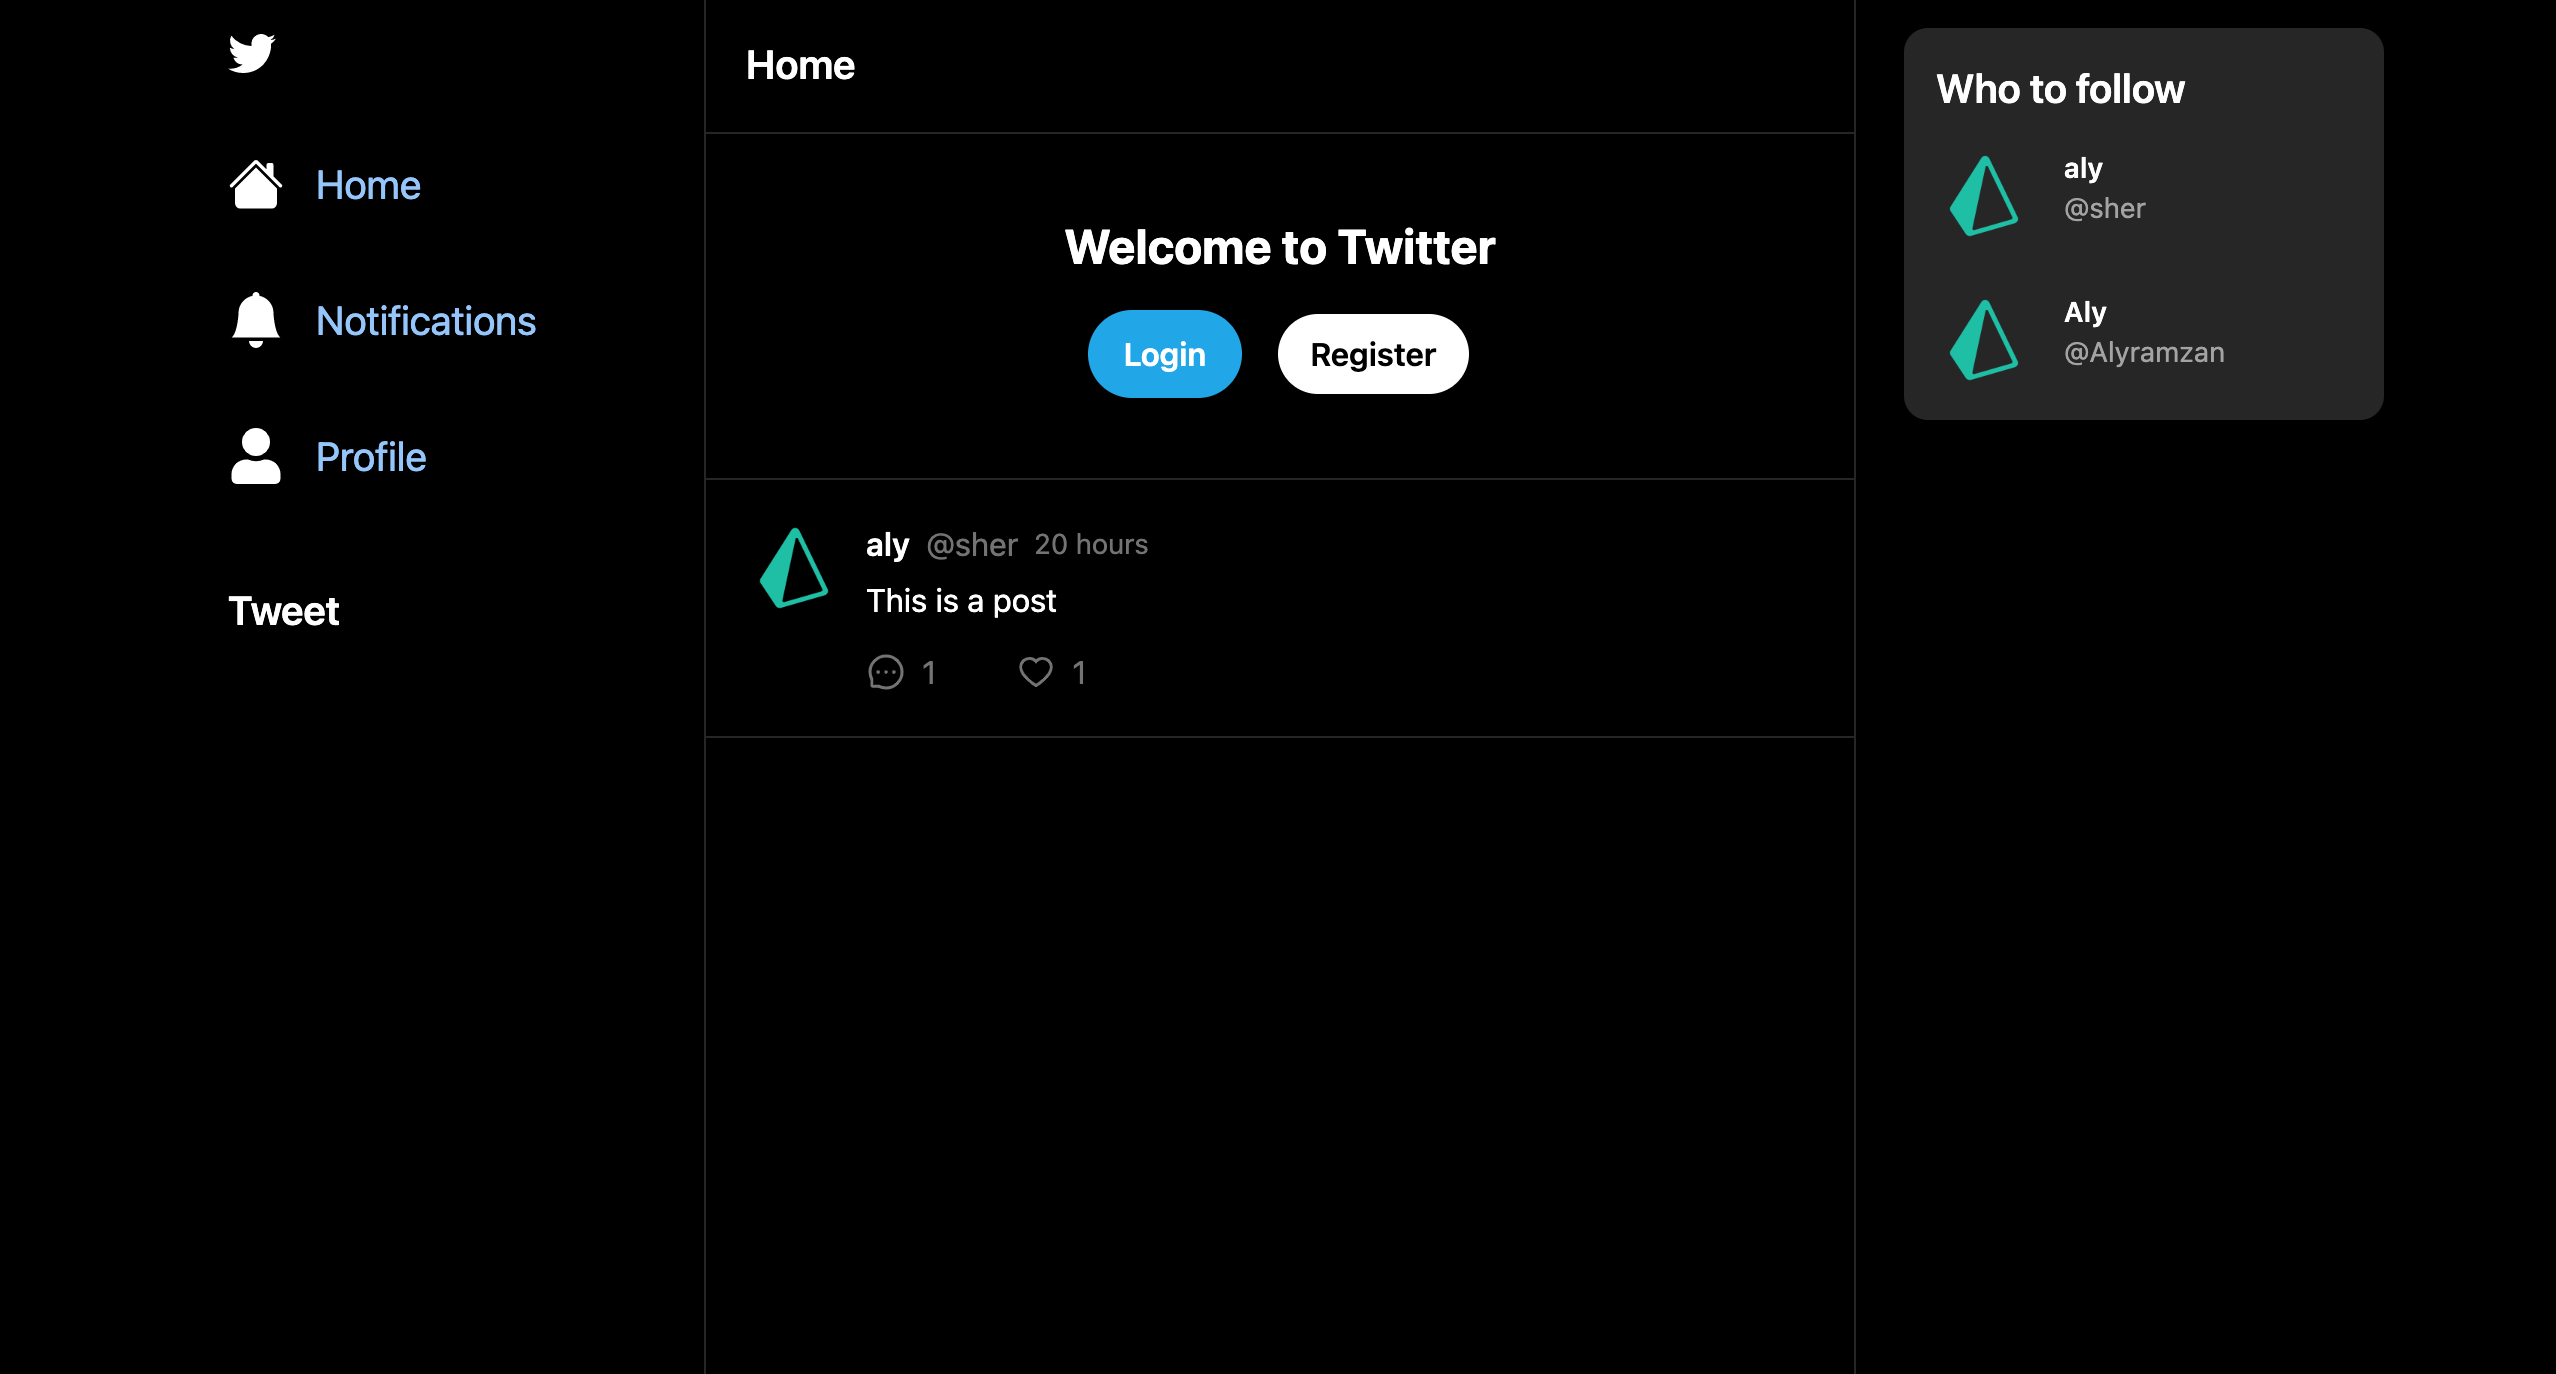 Home
Notifications
Profile
Tweet
Home
Welcome to Twitter
Login Register
aly @sher 20 hours
This is a post
1 1
Who to follow
aly
@sher
Aly
@Alyramzan